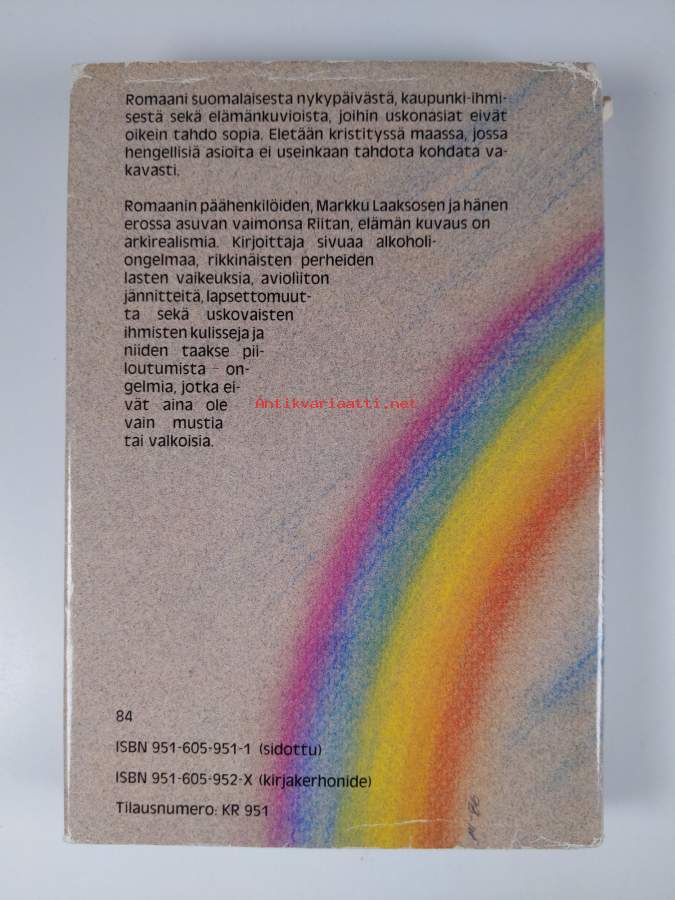 Romaani suomalaisesta nykypäivästä, kaupunki-ihmi-
sestä sekä elämänkuvioista, joihin uskonasiat eivät
oikein tahdo sopia. Eletään kristityssä maassa, jossa
hengellisiä asioita ei useinkaan tahdota kohdata va-
kavasti.
Romaanin päähenkilöiden, Markku Laaksosen ja hänen
erossa asuvan vaimonsa Riitan, elämän kuvaus on
arkirealismia. Kirjoittaja sivuaa alkoholi-
ongelmaa, rikkinäisten perheiden
lasten vaikeuksia, avioliiton
jännitteitä, lapsettomuut-
ta sekä uskovaisten
ihmisten kulisseja ja
niiden taakse pii-
loutumista - on-
gelmia, jotka ei-
vät aina ole
vain mustia
tai valkoisia.
Antikvariaatti.net
84
ISBN 951-605-951-1 (sidottu)
ISBN 951-605-952-X (kirjakerhonide)
Tilausnumero: KR 951